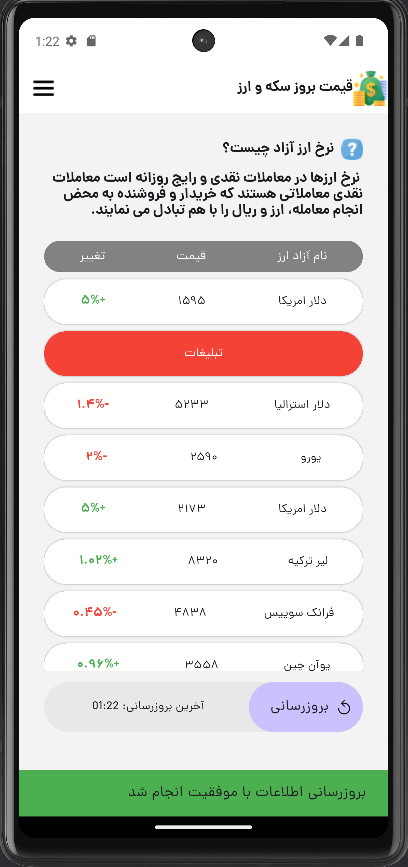 1:22
قیمت بروز سکه و ارز
نرخ ارز آزاد چیست؟
نرخ ارزها در معاملات نقدی و رایج روزانه است معاملات
نقدی معاملاتی هستند که خریدار و فروشنده به محض
انجام معامله، ارز و ریال را با هم تبادل می نمایند.
نام آزاد ارز قیمت تغییر
دلار آمریکا ۱۵۹۵ +۵%
تبلیغات
دلار استرالیا ۵۲۳۳ -۱.۴%
یورو ۲۵۹۰ -۲%
دلار آمریکا ۲۱۷۳ +۵%
لیر ترکیه ۸۳۲۰ +۱.۰۲%
فرانک سوییس ۴۸۳۸ -۰.۴۵%
یوآن چین ۳۵۵۸ +۰.۹۶%
بروزرسانی آخرین بروزرسانی: 01:22
بروزرسانی اطلاعات با موفقیت انجام شد